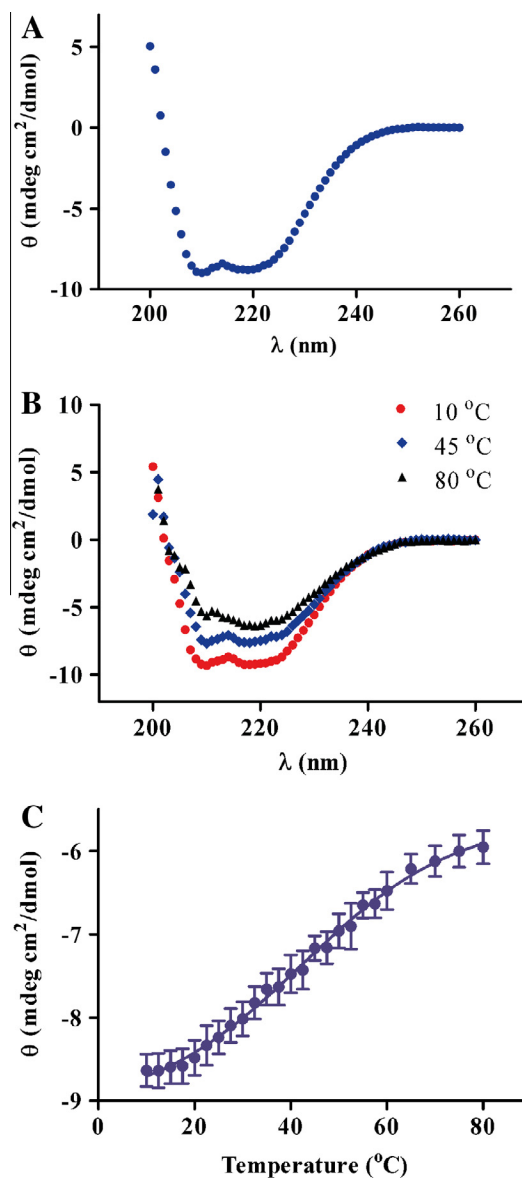 A
5
0
-5
-10
θ (mdeg cm²/dmol)
200 220 240 260
λ (nm)
B
10 °C
45 °C
80 °C
10
5
0
-5
-10
θ (mdeg cm²/dmol)
200 220 240 260
λ (nm)
C
-6
-7
-8
-9
θ (mdeg cm²/dmol)
0 20 40 60 80
Temperature (°C)